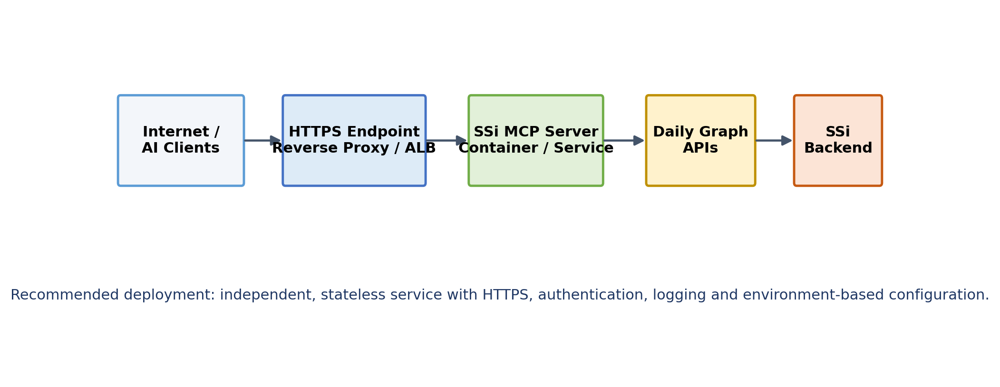 Internet /
AI Clients
HTTPS Endpoint
Reverse Proxy / ALB
SSi MCP Server
Container / Service
Daily Graph
APIs
SSi
Backend
Recommended deployment: independent, stateless service with HTTPS, authentication, logging and environment-based configuration.